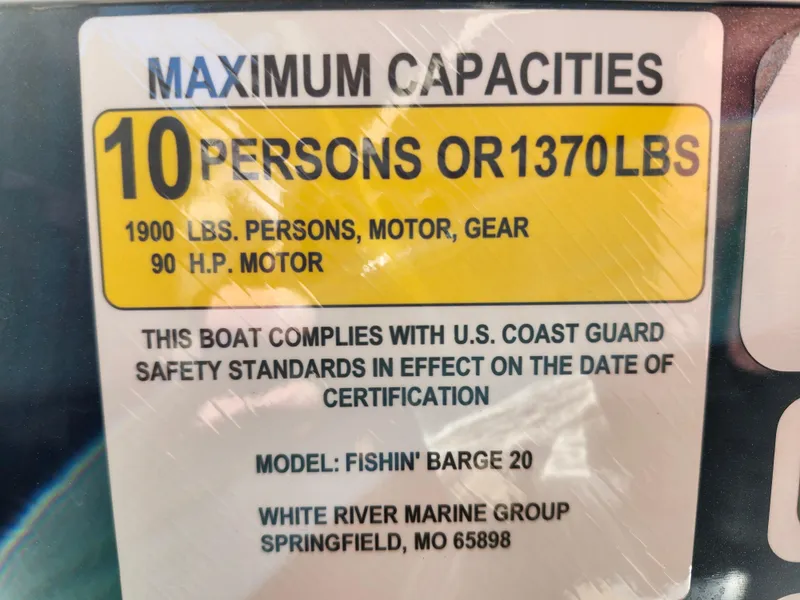 MAXIMUM CAPACITIES
10 PERSONS OR 1370 LBS
1900 LBS. PERSONS, MOTOR, GEAR
90 H.P. MOTOR
THIS BOAT COMPLIES WITH U.S. COAST GUARD
SAFETY STANDARDS IN EFFECT ON THE DATE OF
CERTIFICATION
MODEL: FISHIN' BARGE 20
WHITE RIVER MARINE GROUP
SPRINGFIELD, MO 65898